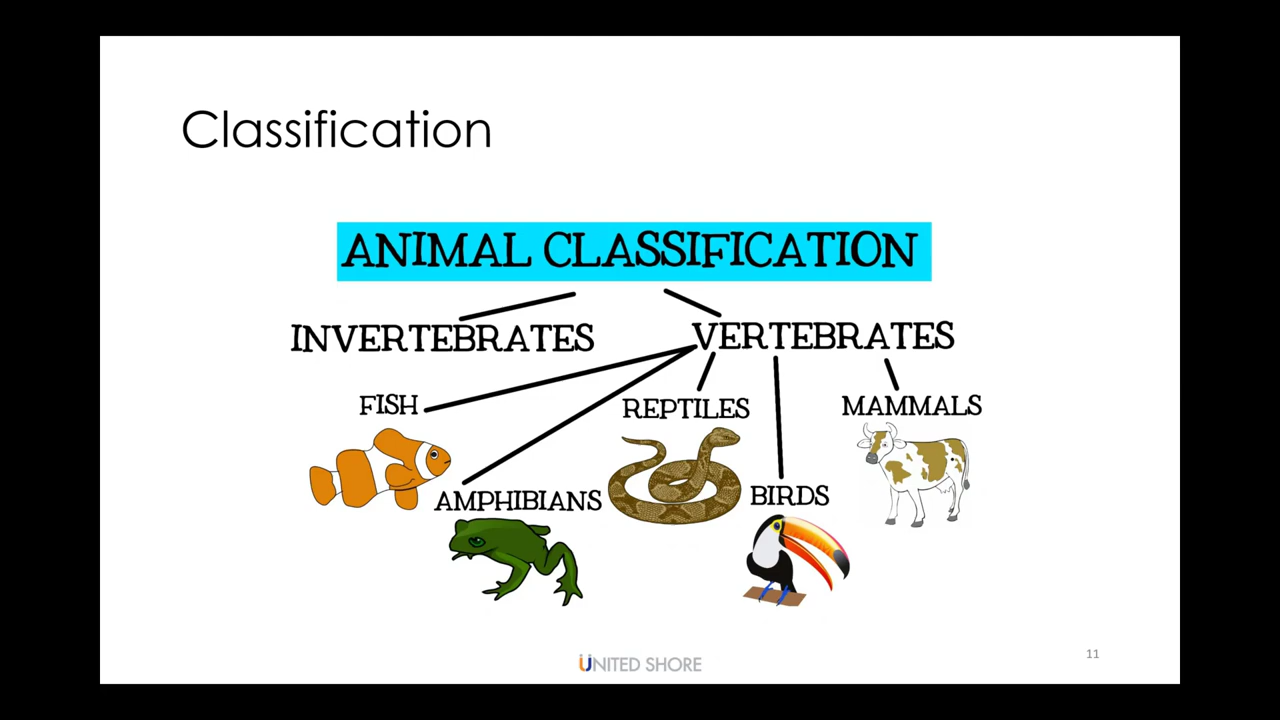 Classification
ANIMAL CLASSIFICATION
INVERTEBRATES
VERTEBRATES
FISH
REPTILES
MAMMALS
AMPHIBIANS
BIRDS
UNITED SHORE
11